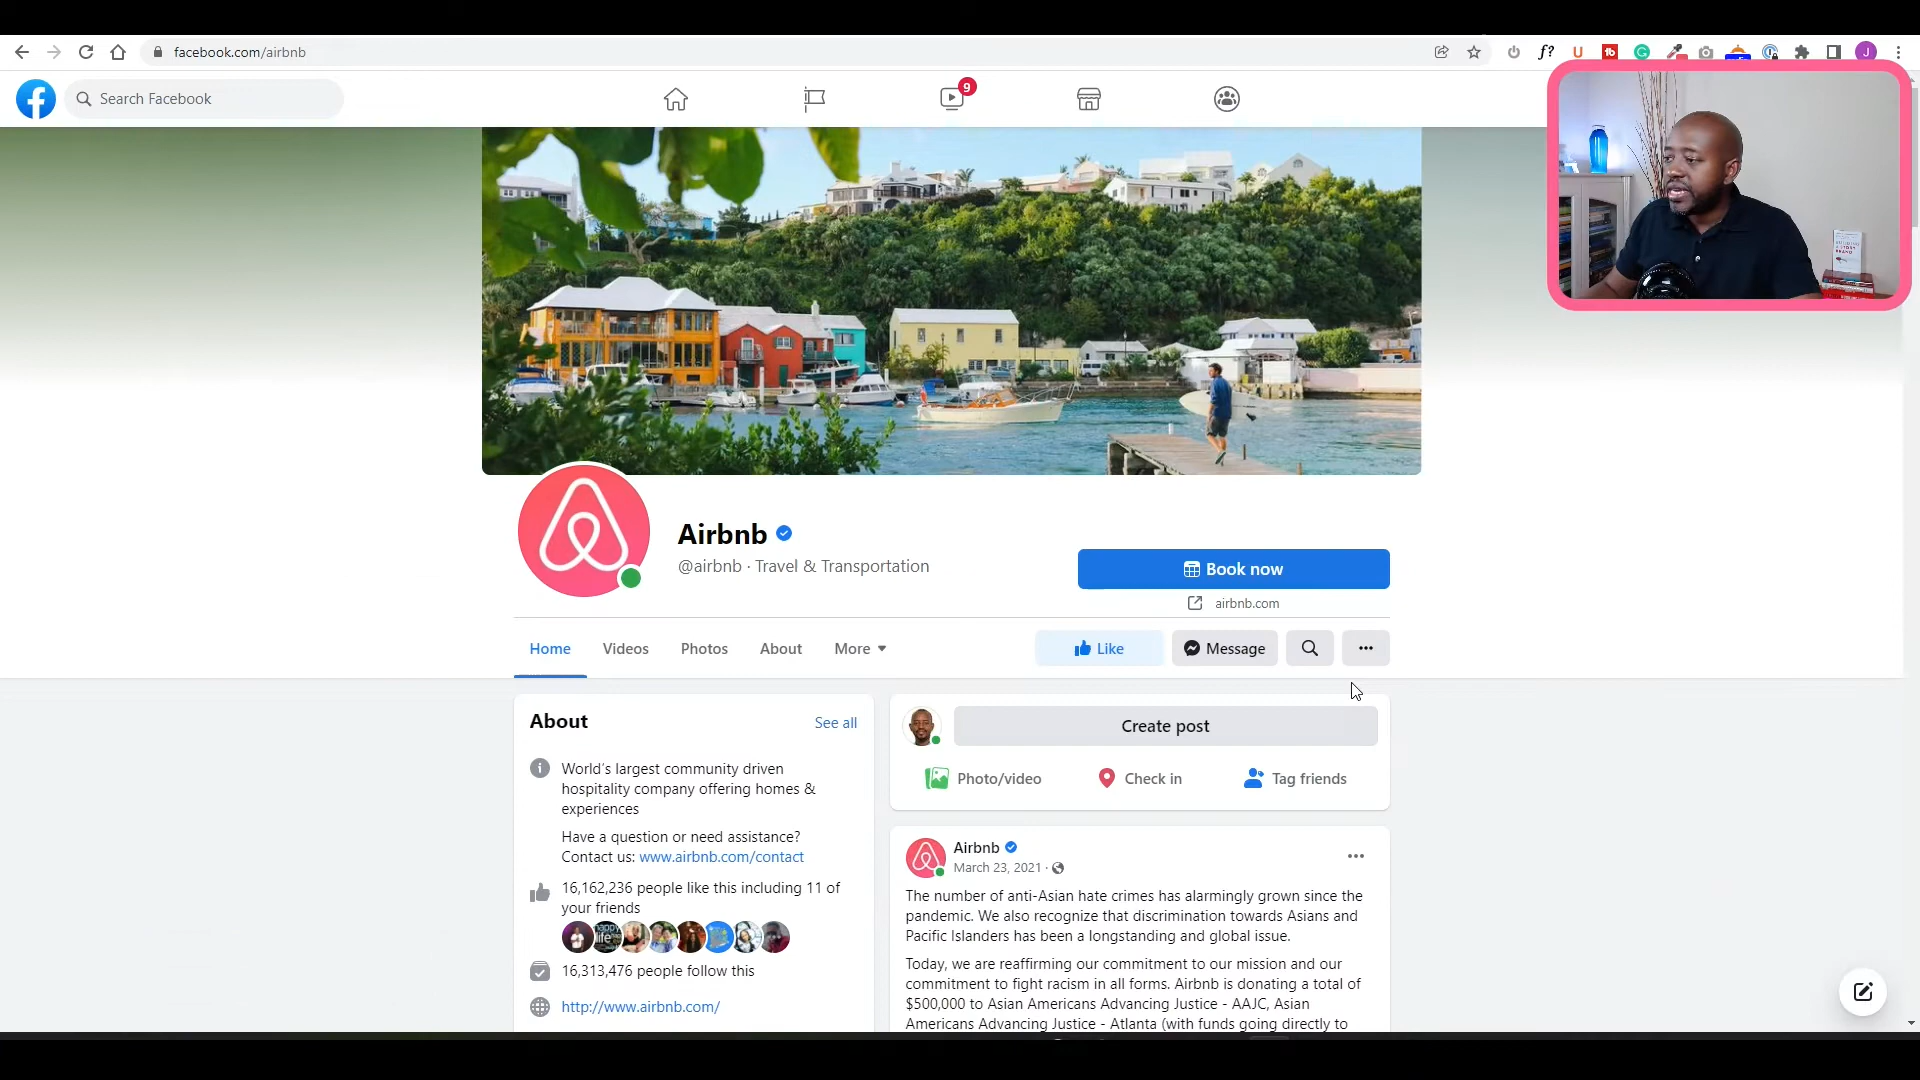 facebook.com/airbnb
f?
J
Search Facebook
9
Airbnb
@airbnb · Travel & Transportation
Book now
airbnb.com
Home
Videos
Photos
About
More
Like
Message
About
See all
World's largest community driven
hospitality company offering homes &
experiences
Have a question or need assistance?
Contact us: www.airbnb.com/contact
16,162,236 people like this including 11 of
your friends
happy
life
16,313,476 people follow this
http://www.airbnb.com/
Create post
Photo/video
Check in
Tag friends
Airbnb
March 23, 2021 ·
The number of anti-Asian hate crimes has alarmingly grown since the
pandemic. We also recognize that discrimination towards Asians and
Pacific Islanders has been a longstanding and global issue.
Today, we are reaffirming our commitment to our mission and our
commitment to fight racism in all forms. Airbnb is donating a total of
$500,000 to Asian Americans Advancing Justice - AAJC, Asian
Americans Advancing Justice - Atlanta (with funds going directly to